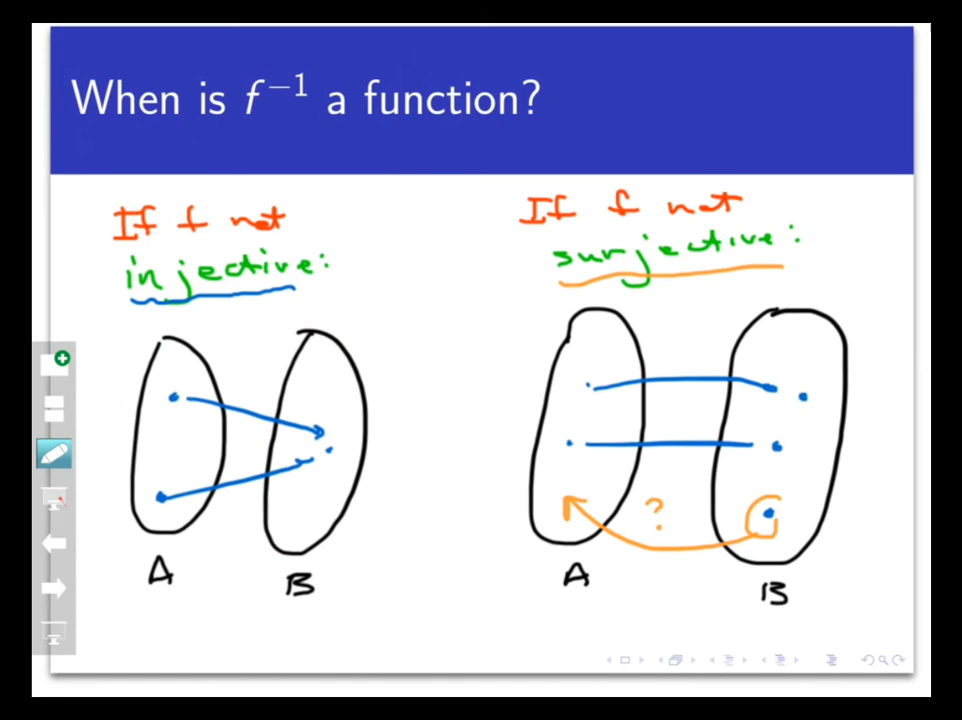 When is f⁻¹ a function?
If f not
injective:
If f not
surjective:
?
A
B
A
B